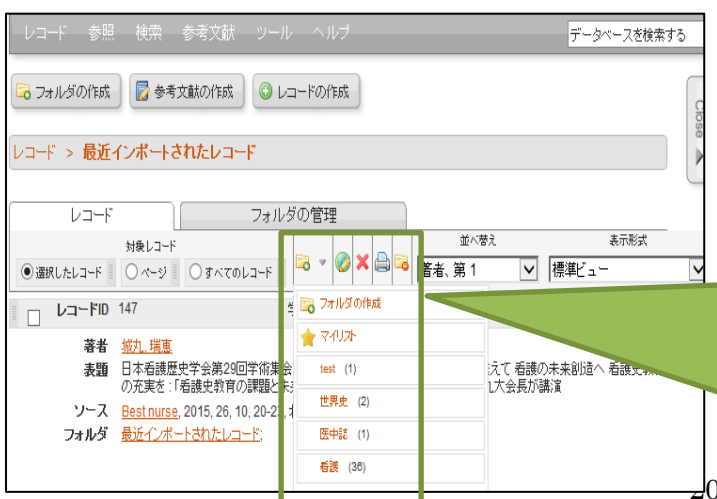 レコード 参照 検索 参考文献 ツール ヘルプ データベースを検索する
フォルダの作成 参考文献の作成 レコードの作成
Close
レコード > 最近インポートされたレコード
レコード フォルダの管理
対象レコード 並べ替え 表示形式
選択したレコード ページ すべてのレコード 著者、第 1 標準ビュー
レコードID 147
フォルダの作成
著者 城丸, 瑞恵
マイリスト
表題 日本看護歴史学会第29回学術集会 えて 看護の未来創造へ
test (1)
の充実を：「看護史教育の課題と 大会長が講演
ソース Best nurse, 2015, 26, 10, 20-2
世界史 (2)
フォルダ 最近インポートされたレコード;
医中誌 (1)
看護 (36)
20